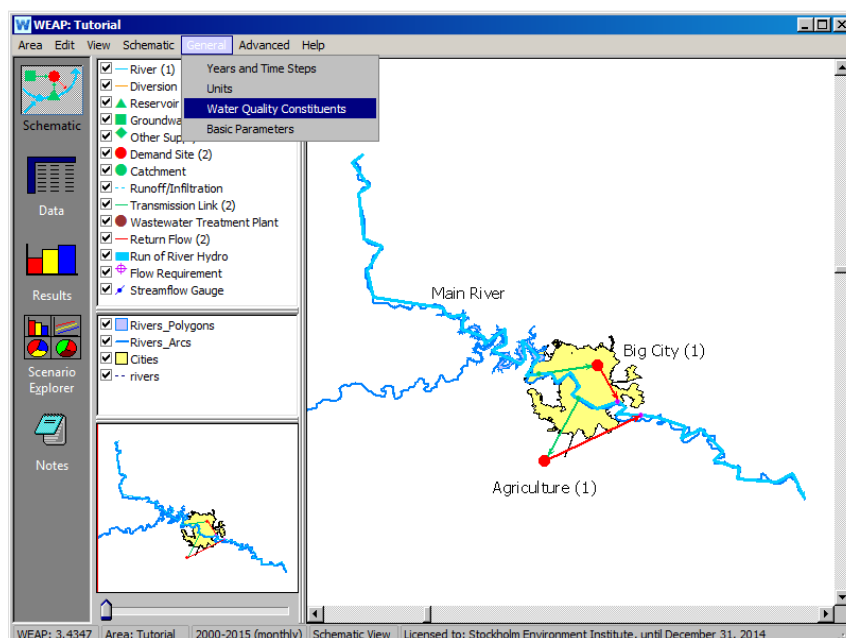 WEAP: Tutorial
Area Edit View Schematic General Advanced Help
Years and Time Steps
Units
Water Quality Constituents
Basic Parameters
Schematic
Data
Results
Scenario
Explorer
Notes
River (1)
Diversion
Reservoir
Groundwa
Other
Demand Site (2)
Catchment
Runoff/Infiltration
Transmission Link (2)
Wastewater Treatment Plant
Return Flow (2)
Run of River Hydro
Flow Requirement
Streamflow Gauge
Rivers_Polygons
Rivers_Arcs
Cities
rivers
Main River
Big City (1)
Agriculture (1)
WEAP: 3.4347 Area: Tutorial 2000-2015 (monthly) Schematic View Licensed to: Stockholm Environment Institute, until December 31, 2014